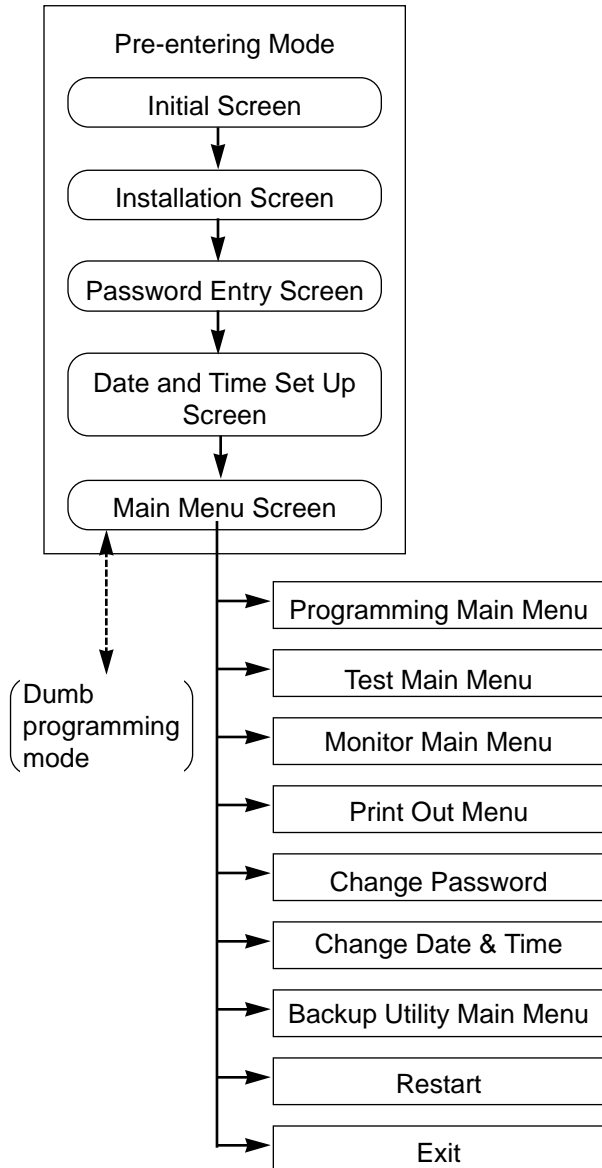 Pre-entering Mode
Initial Screen
Installation Screen
Password Entry Screen
Date and Time Set Up
Screen
Main Menu Screen
Dumb
programming
mode
Programming Main Menu
Test Main Menu
Monitor Main Menu
Print Out Menu
Change Password
Change Date & Time
Backup Utility Main Menu
Restart
Exit